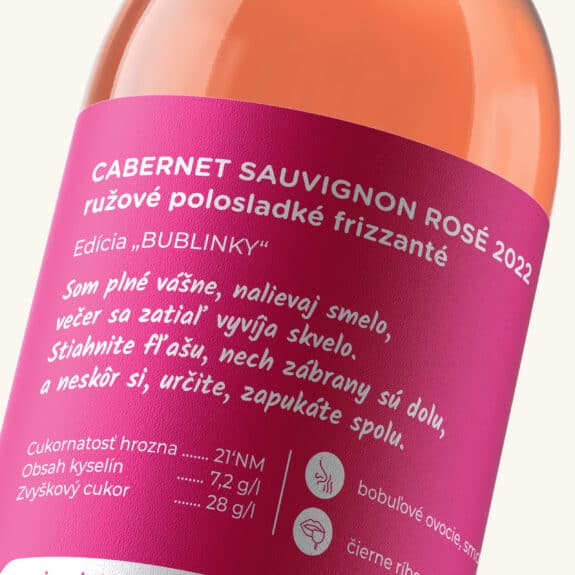 CABERNET SAUVIGNON ROSÉ 2022
ružové polosladké frizzanté
Edícia „BUBLINKY“
Som plné vášne, nalievaj smelo,
večer sa zatiaľ vyvíja skvelo.
Stiahnite fľašu, nech zábrany sú dolu,
a neskôr si, určite, zapukáte spolu.
Cukornatosť hrozna ...... 21°NM
Obsah kyselín ...... 7,2 g/l
Zvyškový cukor ...... 28 g/l
bobuľové ovocie,
čierne